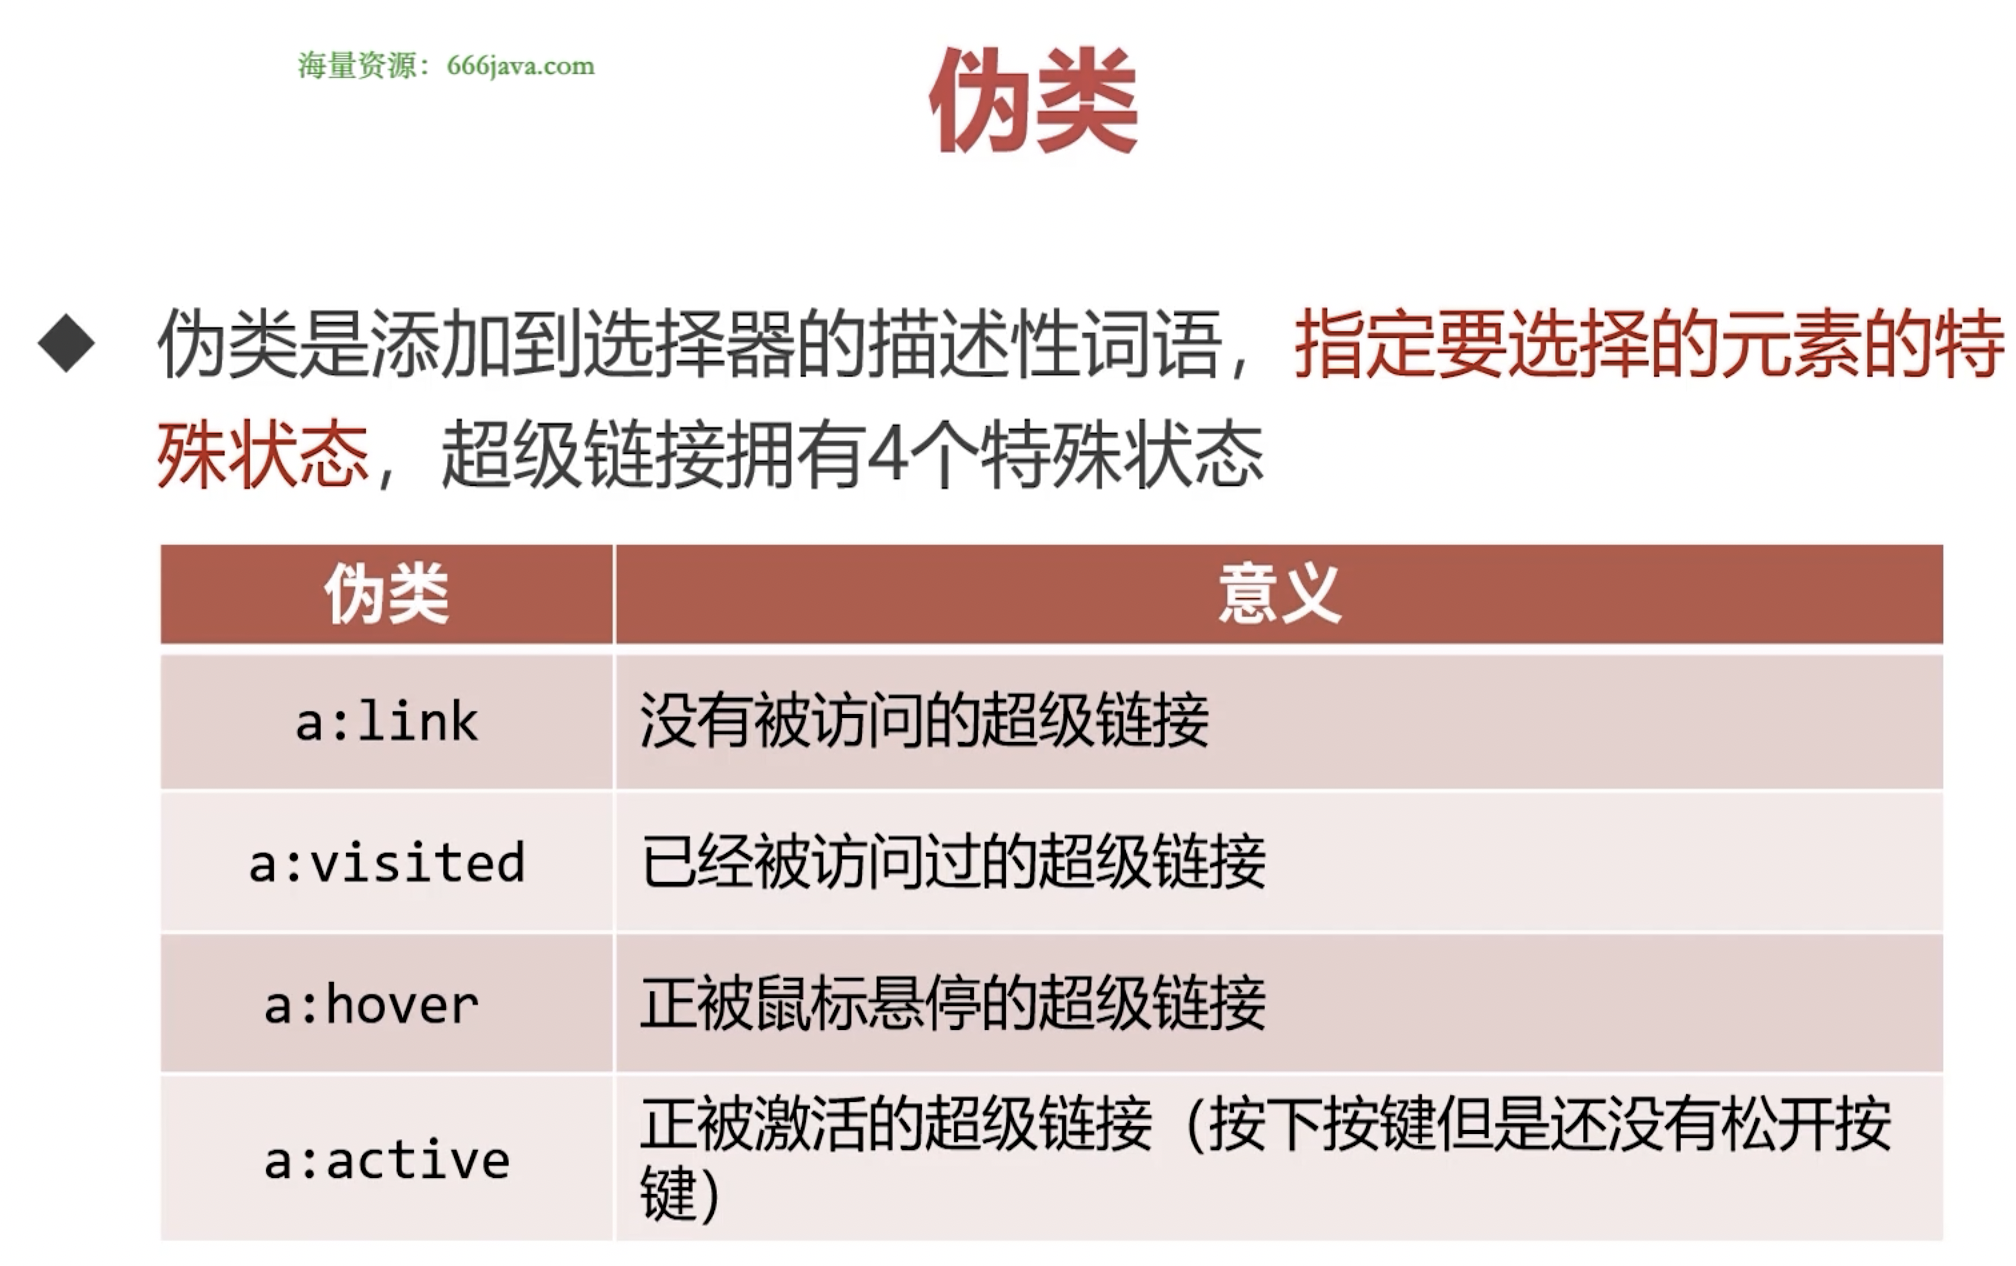 海量资源：666java.com
伪类
伪类是添加到选择器的描述性词语，指定要选择的元素的特
殊状态，超级链接拥有4个特殊状态
伪类 意义
a:link 没有被访问的超级链接
a:visited 已经被访问过的超级链接
a:hover 正被鼠标悬停的超级链接
a:active 正被激活的超级链接（按下按键但是还没有松开按
键）